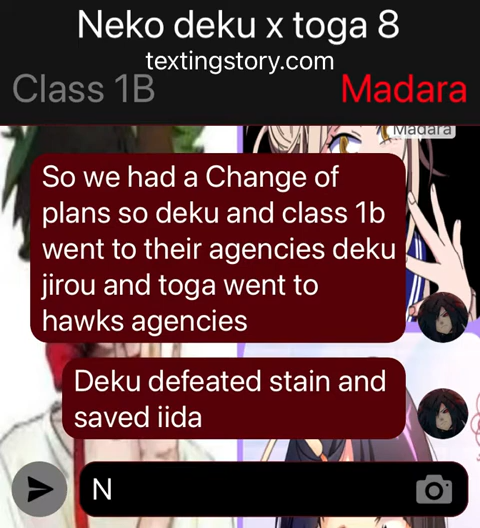 Neko deku x toga 8
textingstory.com
Class 1B
Madara
Madara
So we had a Change of
plans so deku and class 1b
went to their agencies deku
jirou and toga went to
hawks agencies
Deku defeated stain and
saved iida
N